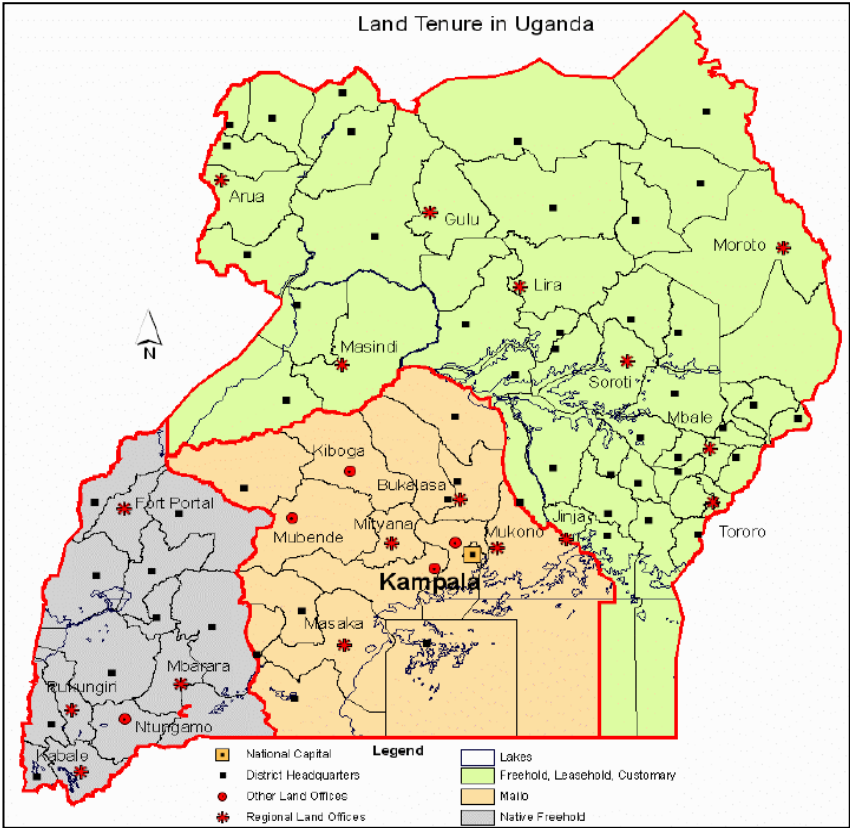 Land Tenure in Uganda
Arua
Gulu
Moroto
Lira
Masindi
Soroti
Mbale
Kiboga
Bukalasa
Fort Portal
Mubende
Mityana
Mukono
Jinja
Tororo
Kampala
Masaka
Mbarara
Rukungiri
Ntungamo
Kabale
N
Legend
National Capital
District Headquarters
Other Land Offices
Regional Land Offices
Lakes
Freehold, Leasehold, Customary
Mailo
Native Freehold